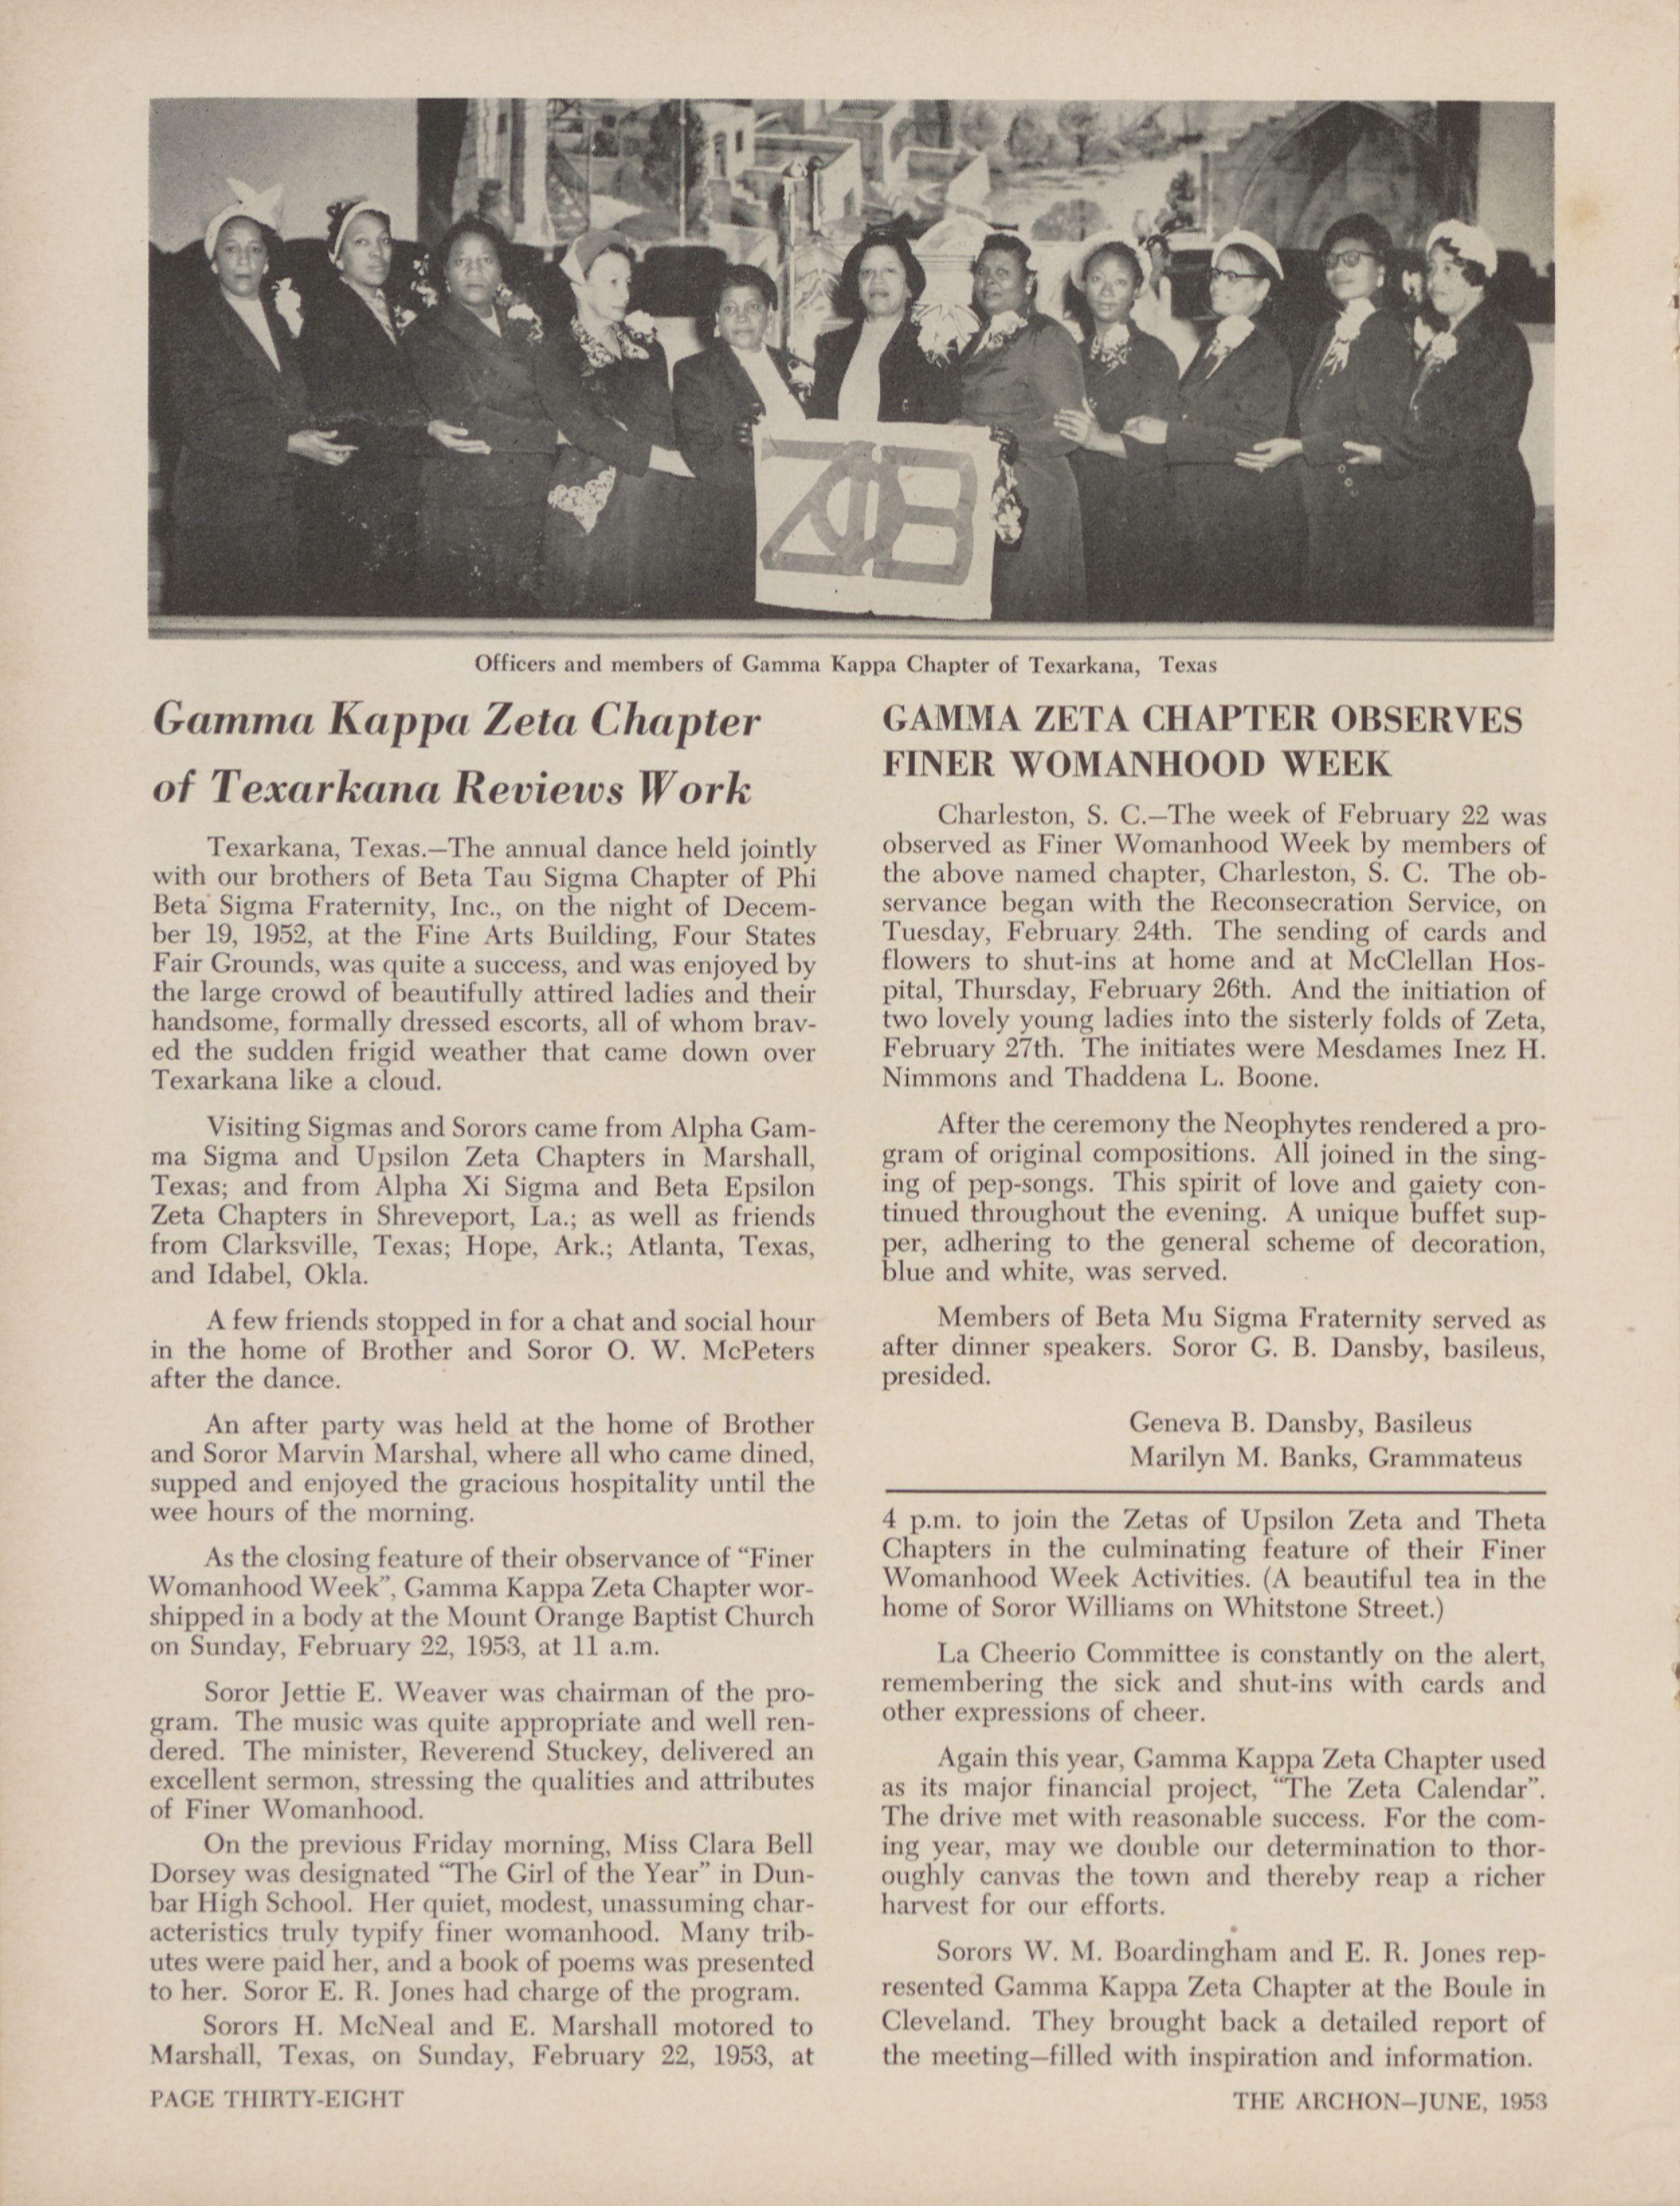 ZΦB
Officers and members of Gamma Kappa Chapter of Texarkana, Texas
Gamma Kappa Zeta Chapter
of Texarkana Reviews Work
Texarkana, Texas.—The annual dance held jointly
with our brothers of Beta Tau Sigma Chapter of Phi
Beta Sigma Fraternity, Inc., on the night of Decem-
ber 19, 1952, at the Fine Arts Building, Four States
Fair Grounds, was quite a success, and was enjoyed by
the large crowd of beautifully attired ladies and their
handsome, formally dressed escorts, all of whom brav-
ed the sudden frigid weather that came down over
Texarkana like a cloud.
Visiting Sigmas and Sorors came from Alpha Gam-
ma Sigma and Upsilon Zeta Chapters in Marshall,
Texas; and from Alpha Xi Sigma and Beta Epsilon
Zeta Chapters in Shreveport, La.; as well as friends
from Clarksville, Texas; Hope, Ark.; Atlanta, Texas,
and Idabel, Okla.
A few friends stopped in for a chat and social hour
in the home of Brother and Soror O. W. McPeters
after the dance.
An after party was held at the home of Brother
and Soror Marvin Marshal, where all who came dined,
supped and enjoyed the gracious hospitality until the
wee hours of the morning.
As the closing feature of their observance of “Finer
Womanhood Week”, Gamma Kappa Zeta Chapter wor-
shipped in a body at the Mount Orange Baptist Church
on Sunday, February 22, 1953, at 11 a.m.
Soror Jettie E. Weaver was chairman of the pro-
gram. The music was quite appropriate and well ren-
dered. The minister, Reverend Stuckey, delivered an
excellent sermon, stressing the qualities and attributes
of Finer Womanhood.
On the previous Friday morning, Miss Clara Bell
Dorsey was designated “The Girl of the Year” in Dun-
bar High School. Her quiet, modest, unassuming char-
acteristics truly typify finer womanhood. Many trib-
utes were paid her, and a book of poems was presented
to her. Soror E. R. Jones had charge of the program.
Sorors H. McNeal and E. Marshall motored to
Marshall, Texas, on Sunday, February 22, 1953, at
PAGE THIRTY-EIGHT
GAMMA ZETA CHAPTER OBSERVES
FINER WOMANHOOD WEEK
Charleston, S. C.—The week of February 22 was
observed as Finer Womanhood Week by members of
the above named chapter, Charleston, S. C. The ob-
servance began with the Reconsecration Service, on
Tuesday, February 24th. The sending of cards and
flowers to shut-ins at home and at McClellan Hos-
pital, Thursday, February 26th. And the initiation of
two lovely young ladies into the sisterly folds of Zeta,
February 27th. The initiates were Mesdames Inez H.
Nimmons and Thaddena L. Boone.
After the ceremony the Neophytes rendered a pro-
gram of original compositions. All joined in the sing-
ing of pep-songs. This spirit of love and gaiety con-
tinued throughout the evening. A unique buffet sup-
per, adhering to the general scheme of decoration,
blue and white, was served.
Members of Beta Mu Sigma Fraternity served as
after dinner speakers. Soror G. B. Dansby, basileus,
presided.
Geneva B. Dansby, Basileus
Marilyn M. Banks, Grammateus
4 p.m. to join the Zetas of Upsilon Zeta and Theta
Chapters in the culminating feature of their Finer
Womanhood Week Activities. (A beautiful tea in the
home of Soror Williams on Whitstone Street.)
La Cheerio Committee is constantly on the alert,
remembering the sick and shut-ins with cards and
other expressions of cheer.
Again this year, Gamma Kappa Zeta Chapter used
as its major financial project, “The Zeta Calendar”.
The drive met with reasonable success. For the com-
ing year, may we double our determination to thor-
oughly canvas the town and thereby reap a richer
harvest for our efforts.
Sorors W. M. Boardingham and E. R. Jones rep-
resented Gamma Kappa Zeta Chapter at the Boule in
Cleveland. They brought back a detailed report of
the meeting—filled with inspiration and information.
THE ARCHON—JUNE, 1953